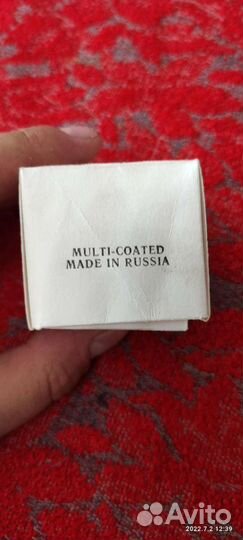 MULTI-COATED
MADE IN RUSSIA
Avito
2022.7.2 12:39